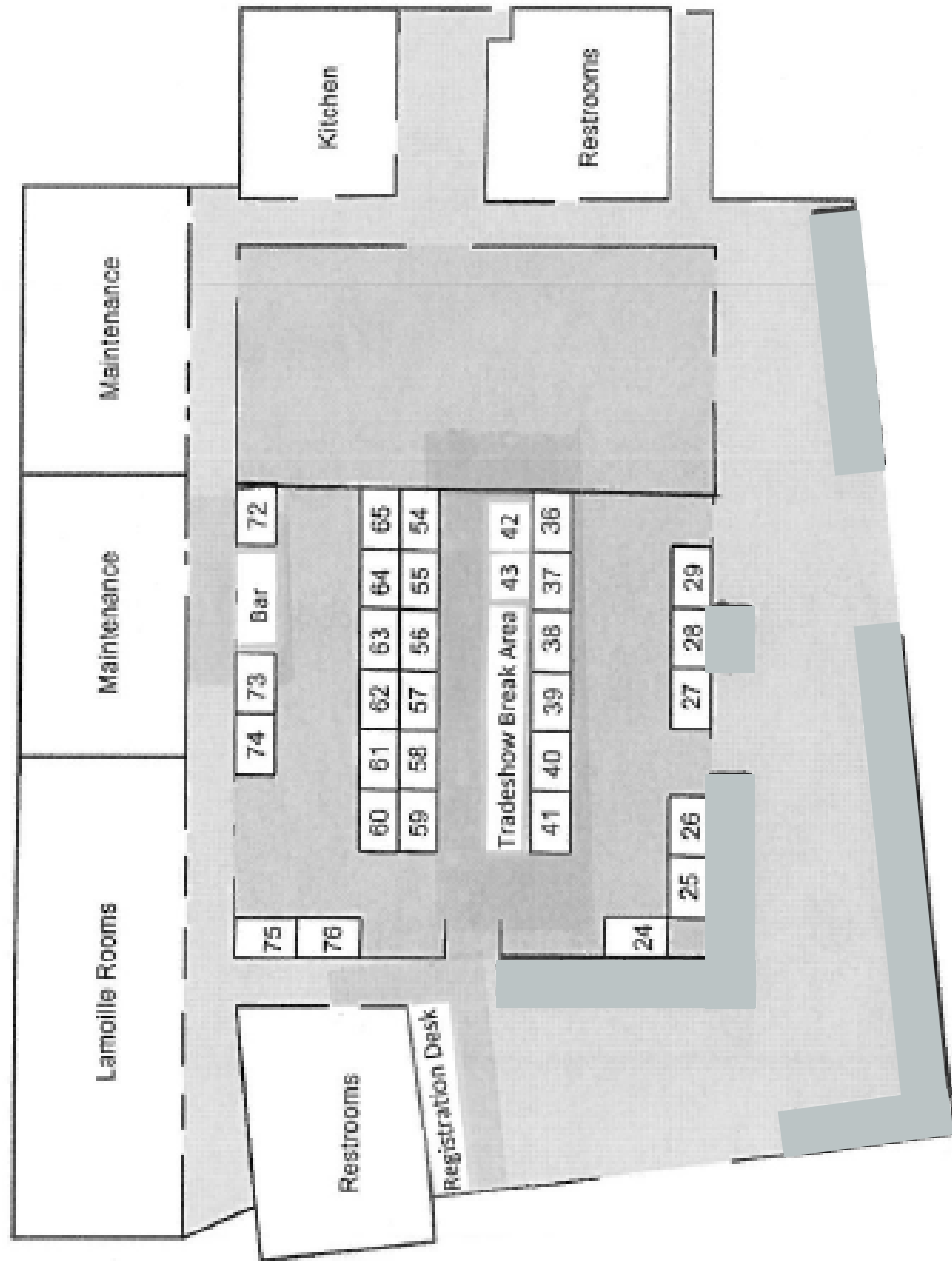 Lamoille Rooms
Maintenance
Maintenance
75
74
73
Bar
72
76
Kitchen
Restrooms
60 61 62 63 64 65
59 58 57 56 55 54
Registration Desk
Tradeshow Break Area
43 42
41 40 39 38 37 36
Restrooms
24
25 26 27 28 29